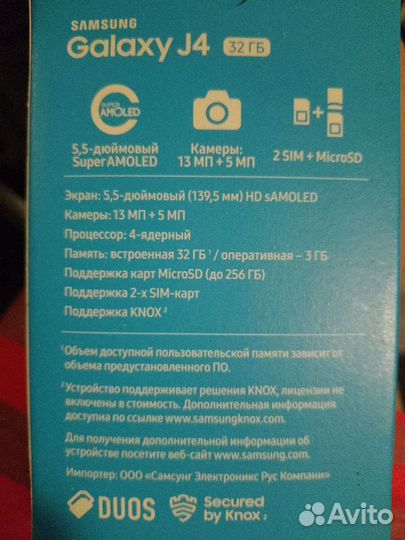 SAMSUNG
Galaxy J4 32 ГБ
SUPER
AMOLED
5,5-дюймовый
Super AMOLED
Камеры:
13 МП + 5 МП
2 SIM + MicroSD
Экран: 5,5-дюймовый (139,5 мм) HD sAMOLED
Камеры: 13 МП + 5 МП
Процессор: 4-ядерный
Память: встроенная 32 ГБ ¹ / оперативная – 3 ГБ
Поддержка карт MicroSD (до 256 ГБ)
Поддержка 2-х SIM-карт
Поддержка KNOX ²
¹Объем доступной пользовательской памяти зависит от
объема предустановленного ПО.
²Устройство поддерживает решения KNOX, лицензии не
включены в стоимость. Дополнительная информация
доступна по ссылке www.samsungknox.com.
Для получения дополнительной информации об
устройстве посетите веб-сайт www.samsung.com.
Импортер: ООО «Самсунг Электроникс Рус Компани»
DUOS
Secured
by Knox ²
Avito